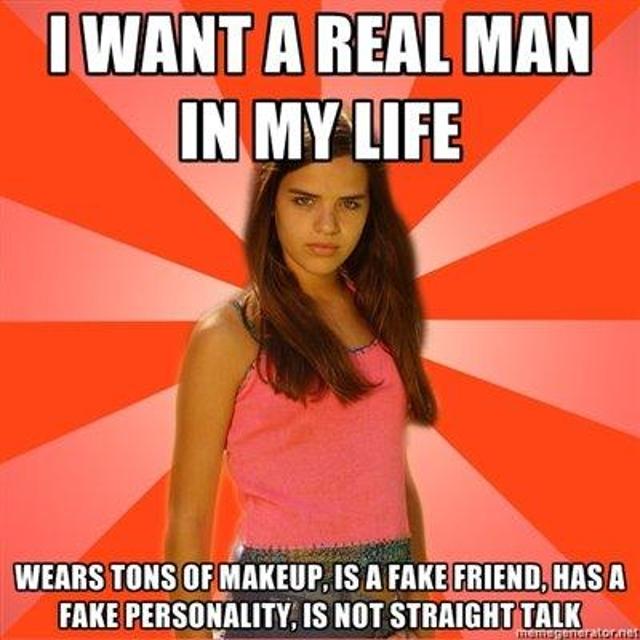 I WANT A REAL MAN
IN MY LIFE
WEARS TONS OF MAKEUP, IS A FAKE FRIEND, HAS A
FAKE PERSONALITY, IS NOT STRAIGHT TALK
memegenerator.net